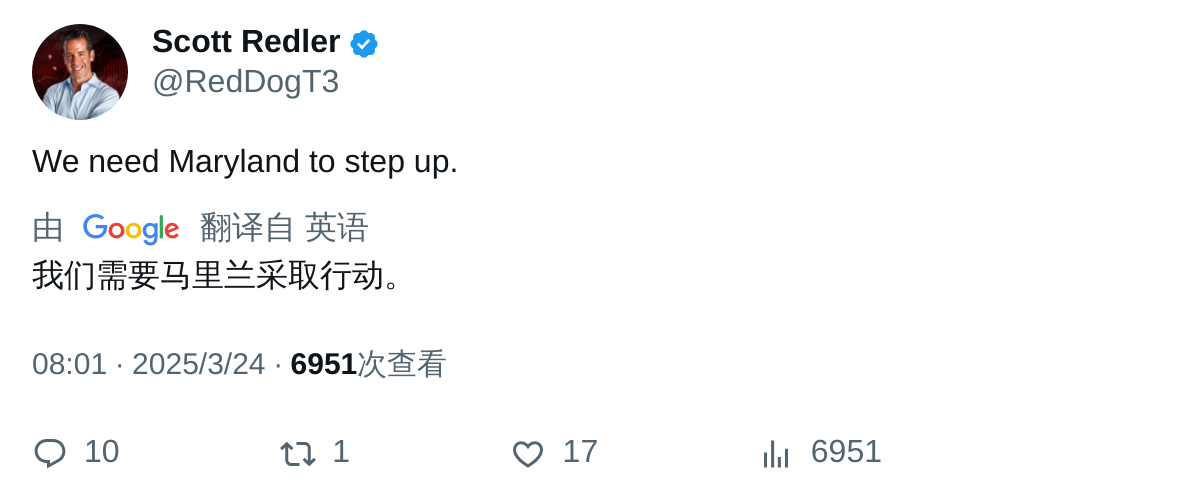 Scott Redler
@RedDogT3
We need Maryland to step up.
由 Google 翻译自 英语
我们需要马里兰采取行动。
08:01 · 2025/3/24 · 6951次查看
10 1 17 6951